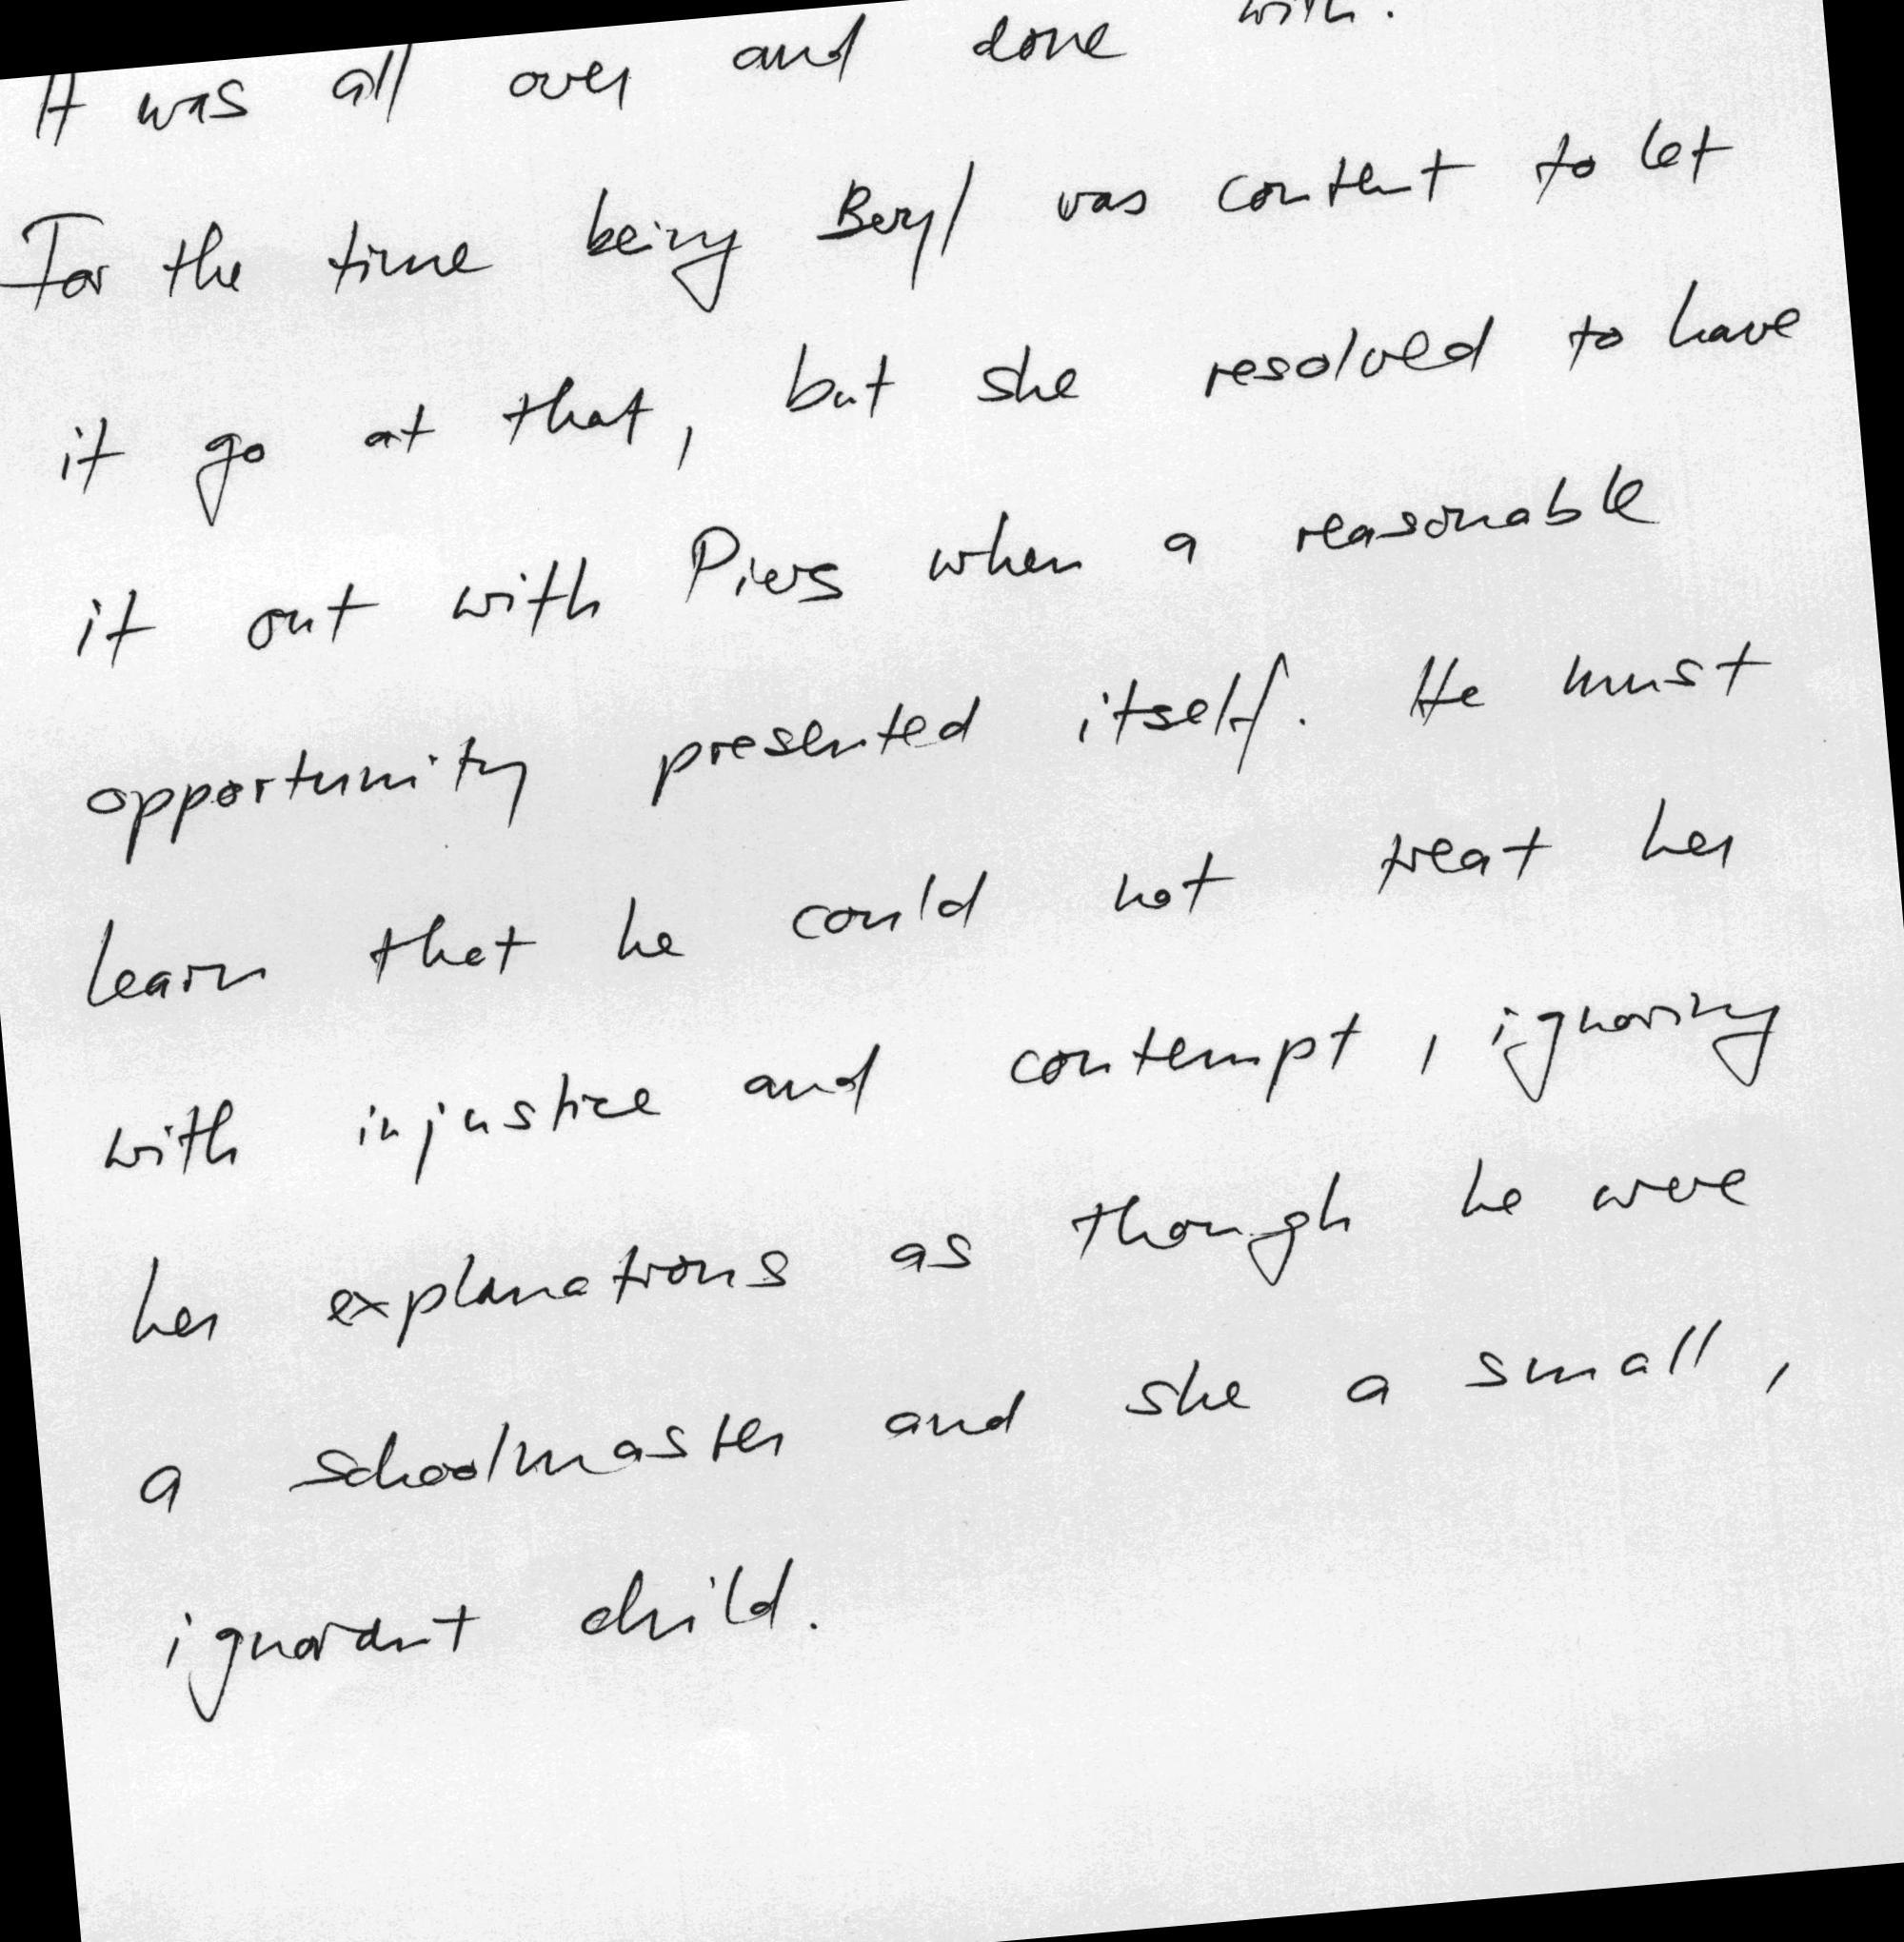 It was all over and done with.
For the time being Beryl was content to let
it go at that, but she resolved to have
it out with Piers when a reasonable
opportunity presented itself. He must
learn that he could not treat her
with injustice and contempt, ignoring
her explanations as though he were
a schoolmaster and she a small,
ignorant child.